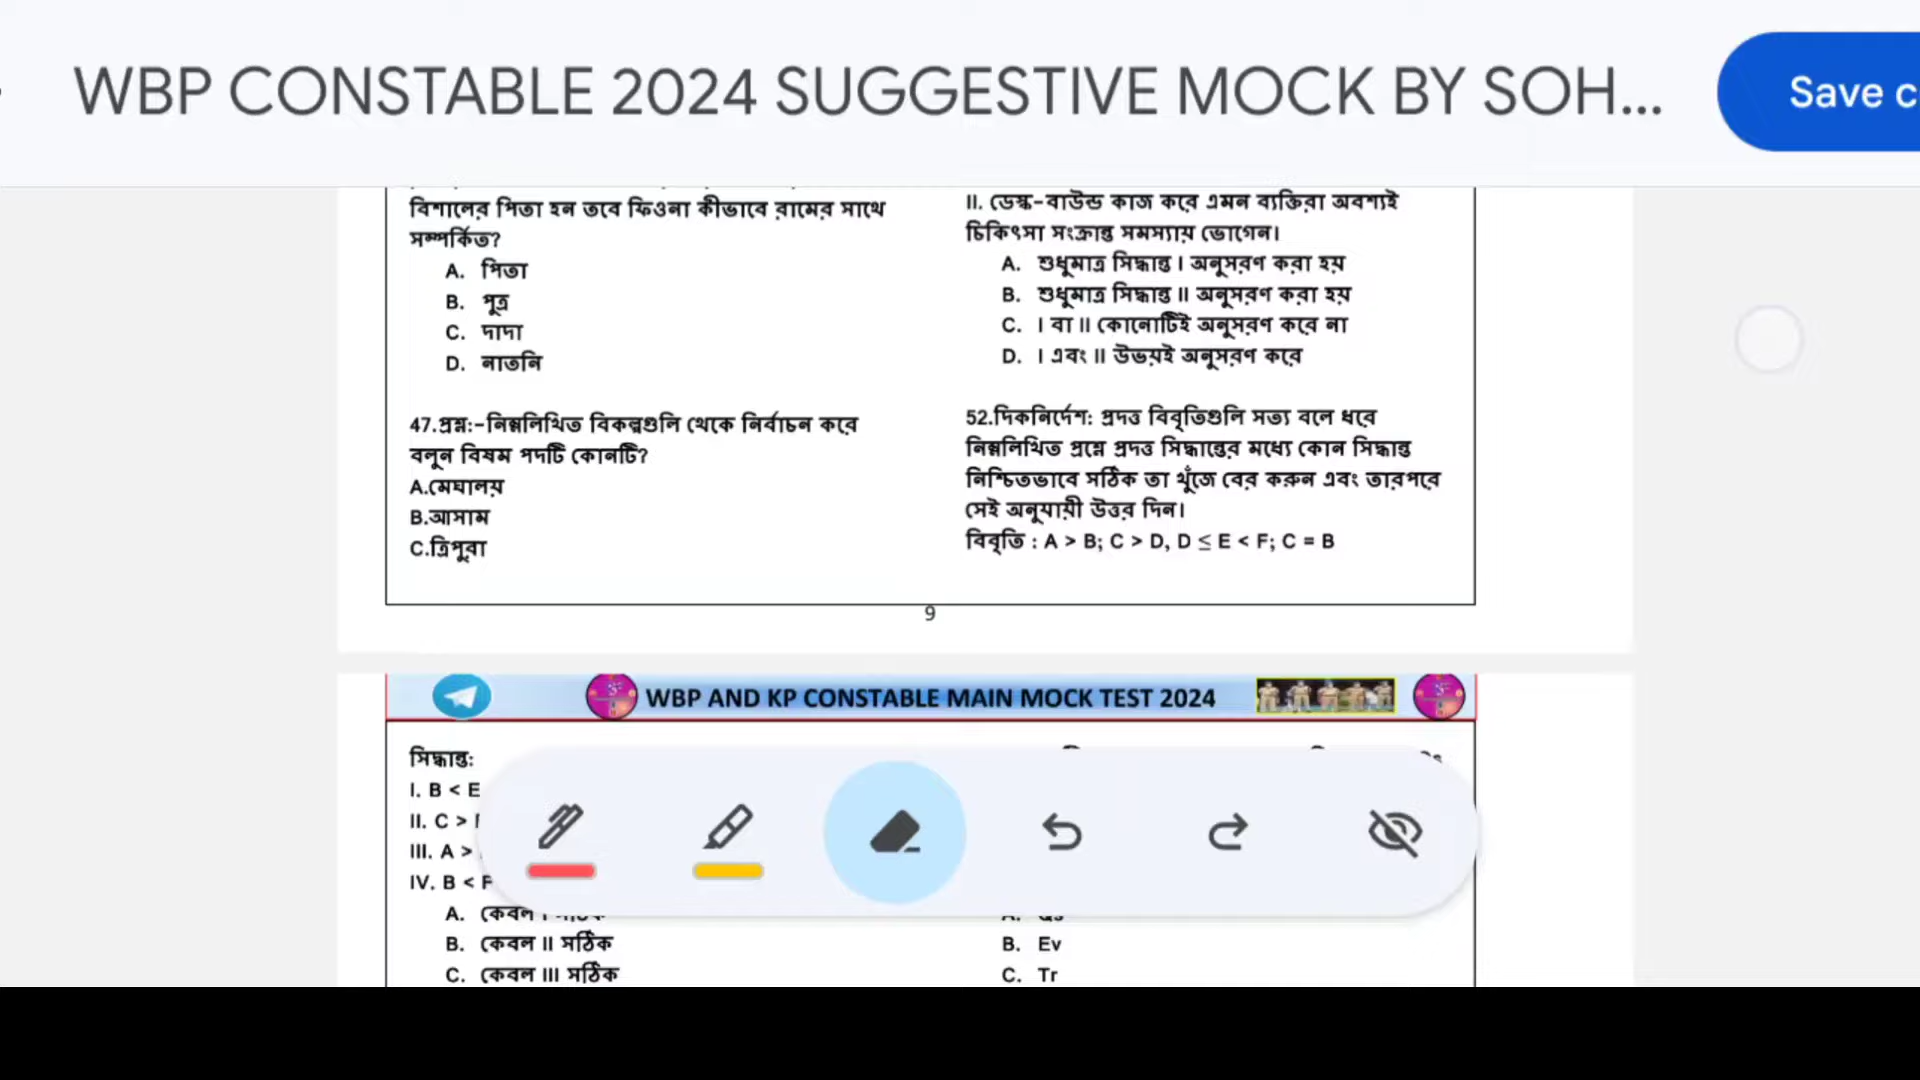 WBP CONSTABLE 2024 SUGGESTIVE MOCK BY SOH...
Save c
বিশালের পিতা হন তবে ফিওনা কীভাবে রামের সাথে
সম্পর্কিত?
A. পিতা
B. পুত্র
C. দাদা
D. নাতনি
47.প্রশ্ন:-নিম্নলিখিত বিকল্পগুলি থেকে নির্বাচন করে
বলুন বিষম পদটি কোনটি?
A.মেঘালয়
B.আসাম
C.ত্রিপুরা
II. ডেস্ক-বাউন্ড কাজ করে এমন ব্যক্তিরা অবশ্যই
চিকিৎসা সংক্রান্ত সমস্যায় ভোগেন।
A. শুধুমাত্র সিদ্ধান্ত I অনুসরণ করা হয়
B. শুধুমাত্র সিদ্ধান্ত II অনুসরণ করা হয়
C. I বা II কোনোটিই অনুসরণ করে না
D. I এবং II উভয়ই অনুসরণ করে
52.দিকনির্দেশ: প্রদত্ত বিবৃতিগুলি সত্য বলে ধরে
নিম্নলিখিত প্রশ্নে প্রদত্ত সিদ্ধান্তের মধ্যে কোন সিদ্ধান্ত
নিশ্চিতভাবে সঠিক তা খুঁজে বের করুন এবং তারপরে
সেই অনুযায়ী উত্তর দিন।
বিবৃতি : A > B; C > D, D ≤ E < F; C = B
9
WBP AND KP CONSTABLE MAIN MOCK TEST 2024
সিদ্ধান্ত:
I. B < E
II. C >
III. A >
IV. B < F
A. কেবল
B. কেবল II সঠিক
C. কেবল III সঠিক
B. Ev
C. Tr